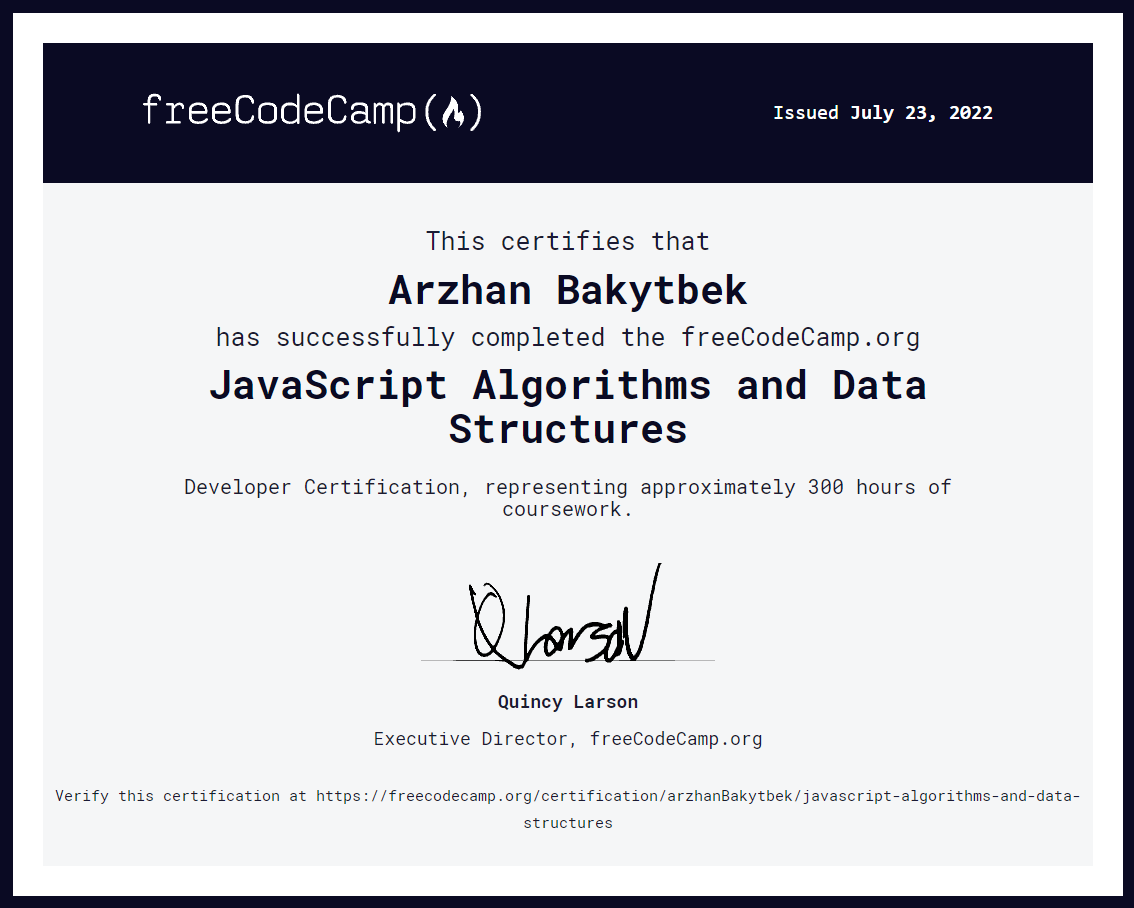 freeCodeCamp(🔥)
Issued July 23, 2022
This certifies that
Arzhan Bakytbek
has successfully completed the freeCodeCamp.org
JavaScript Algorithms and Data
Structures
Developer Certification, representing approximately 300 hours of
coursework.
Q Larson
Quincy Larson
Executive Director, freeCodeCamp.org
Verify this certification at https://freecodecamp.org/certification/arzhanBakytbek/javascript-algorithms-and-data-
structures